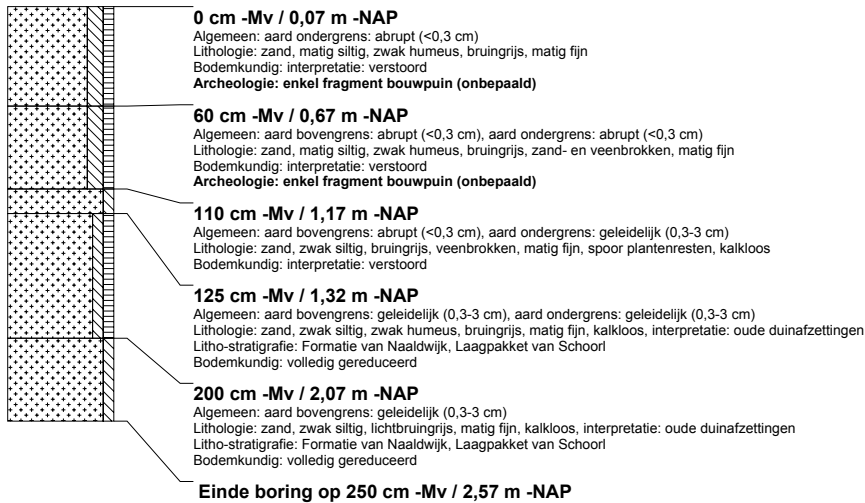 0 cm -Mv / 0,07 m -NAP
Algemeen: aard ondergrens: abrupt (<0,3 cm)
Lithologie: zand, matig siltig, zwak humeus, bruingrijs, matig fijn
Bodemkundig: interpretatie: verstoord
Archeologie: enkel fragment bouwpuin (onbepaald)
60 cm -Mv / 0,67 m -NAP
Algemeen: aard bovengrens: abrupt (<0,3 cm), aard ondergrens: abrupt (<0,3 cm)
Lithologie: zand, matig siltig, zwak humeus, bruingrijs, zand- en veenbrokken, matig fijn
Bodemkundig: interpretatie: verstoord
Archeologie: enkel fragment bouwpuin (onbepaald)
110 cm -Mv / 1,17 m -NAP
Algemeen: aard bovengrens: abrupt (<0,3 cm), aard ondergrens: geleidelijk (0,3-3 cm)
Lithologie: zand, zwak siltig, bruingrijs, veenbrokken, matig fijn, spoor plantenresten, kalkloos
Bodemkundig: interpretatie: verstoord
125 cm -Mv / 1,32 m -NAP
Algemeen: aard bovengrens: geleidelijk (0,3-3 cm), aard ondergrens: geleidelijk (0,3-3 cm)
Lithologie: zand, zwak siltig, zwak humeus, bruingrijs, matig fijn, kalkloos, interpretatie: oude duinafzettingen
Litho-stratigrafie: Formatie van Naaldwijk, Laagpakket van Schoorl
Bodemkundig: volledig gereduceerd
200 cm -Mv / 2,07 m -NAP
Algemeen: aard bovengrens: geleidelijk (0,3-3 cm)
Lithologie: zand, zwak siltig, lichtbruingrijs, matig fijn, kalkloos, interpretatie: oude duinafzettingen
Litho-stratigrafie: Formatie van Naaldwijk, Laagpakket van Schoorl
Bodemkundig: volledig gereduceerd
Einde boring op 250 cm -Mv / 2,57 m -NAP